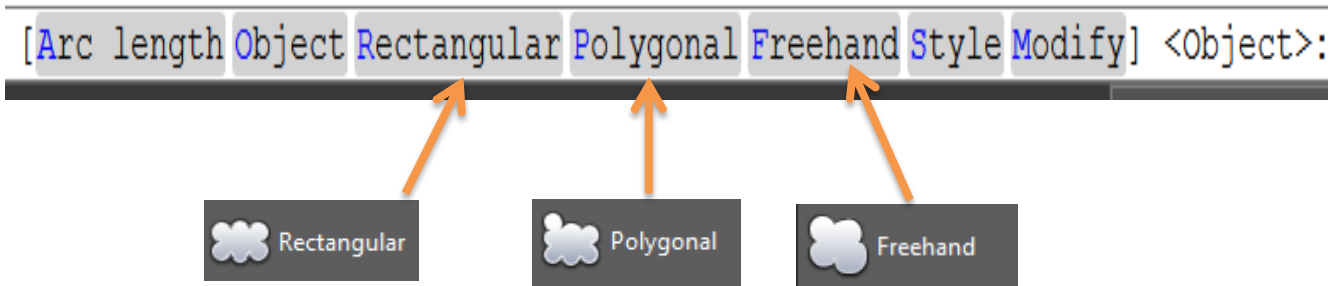 [Arc length Object Rectangular Polygonal Freehand Style Modify] <Object>:
Rectangular
Polygonal
Freehand